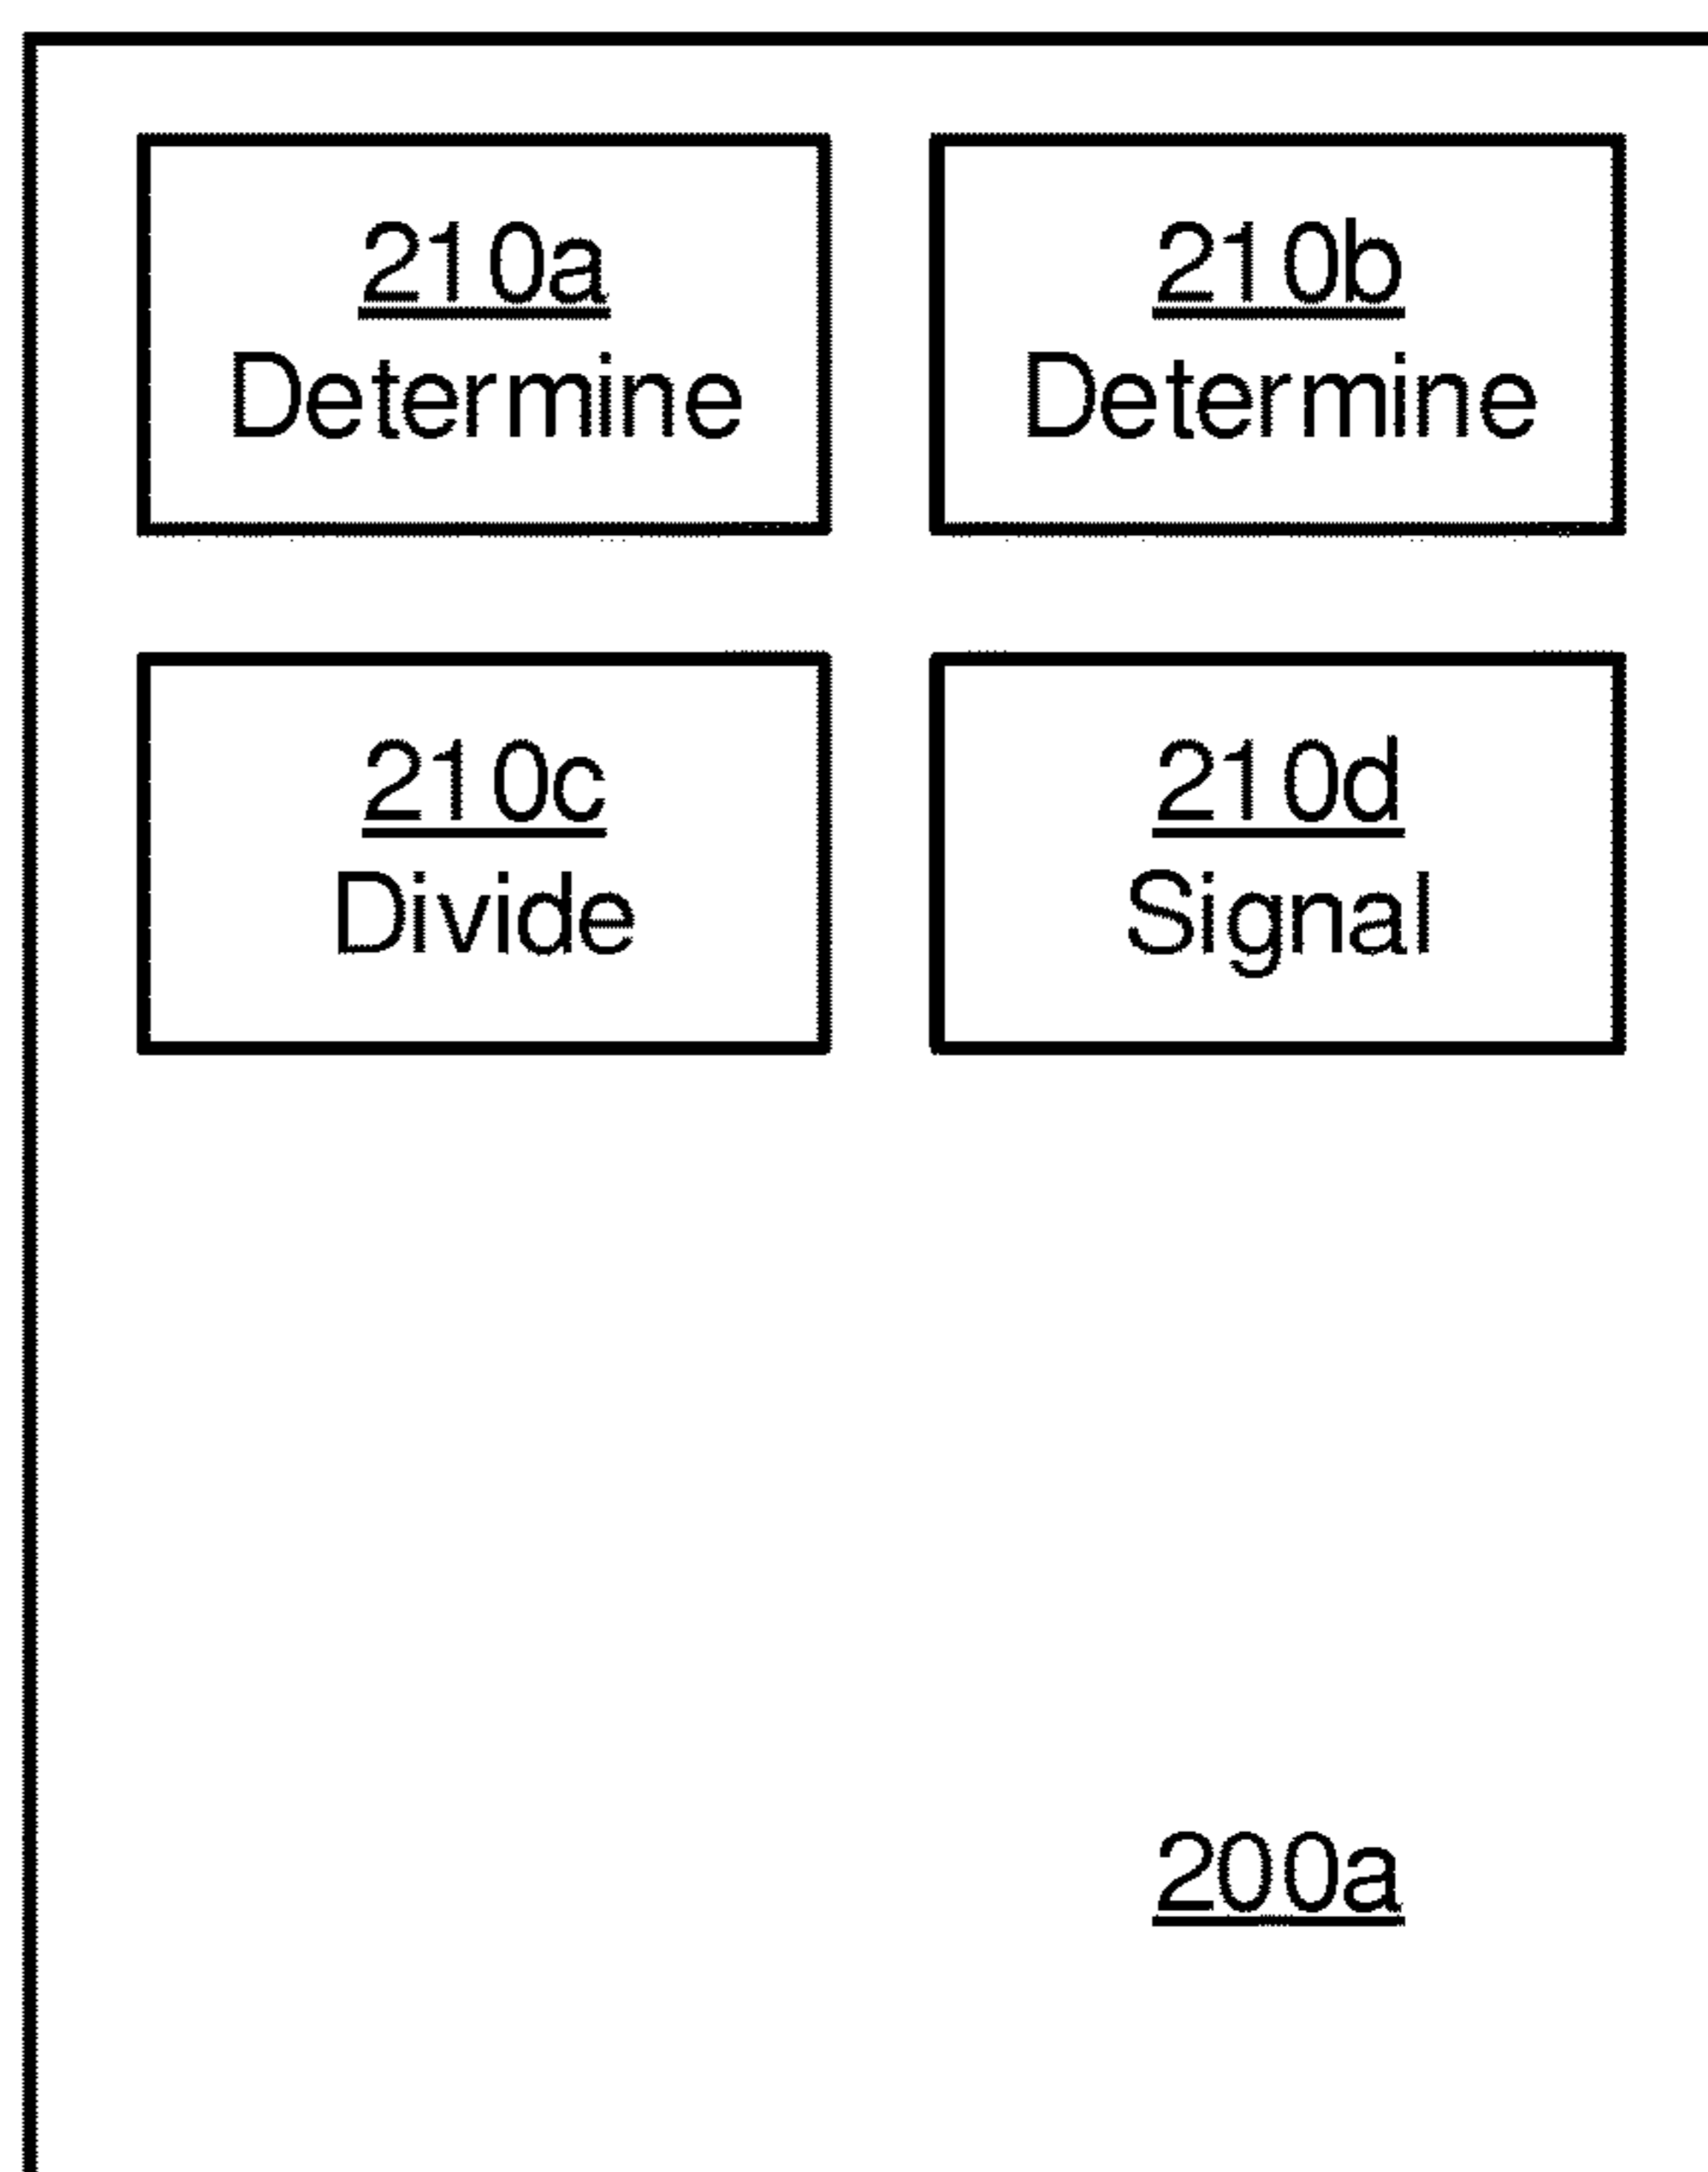 210a
Determine
210b
Determine
210c
Divide
210d
Signal
200a